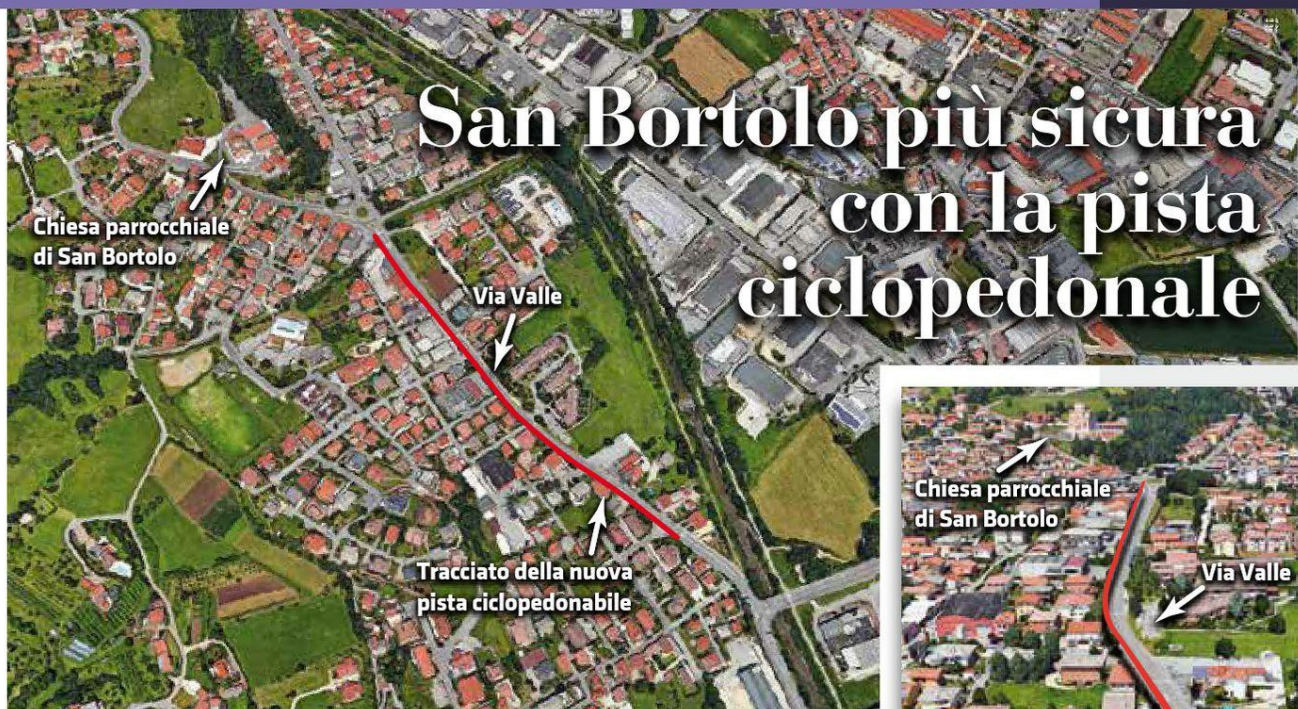 San Bortolo più sicura
con la pista
ciclopedonale
Chiesa parrocchiale
di San Bortolo
Via Valle
Tracciato della nuova
pista ciclopedonabile
Chiesa parrocchiale
di San Bortolo
Via Valle